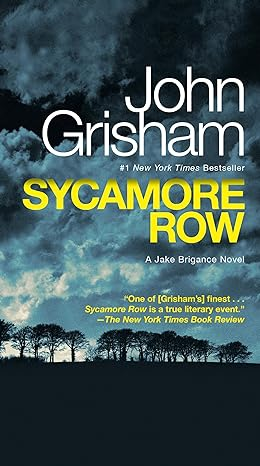 John
Grisham
#1 New York Times Bestseller
SYCAMORE
ROW
A Jake Brigance Novel
“One of [Grisham’s] finest . . .
Sycamore Row is a true literary event.”
—The New York Times Book Review